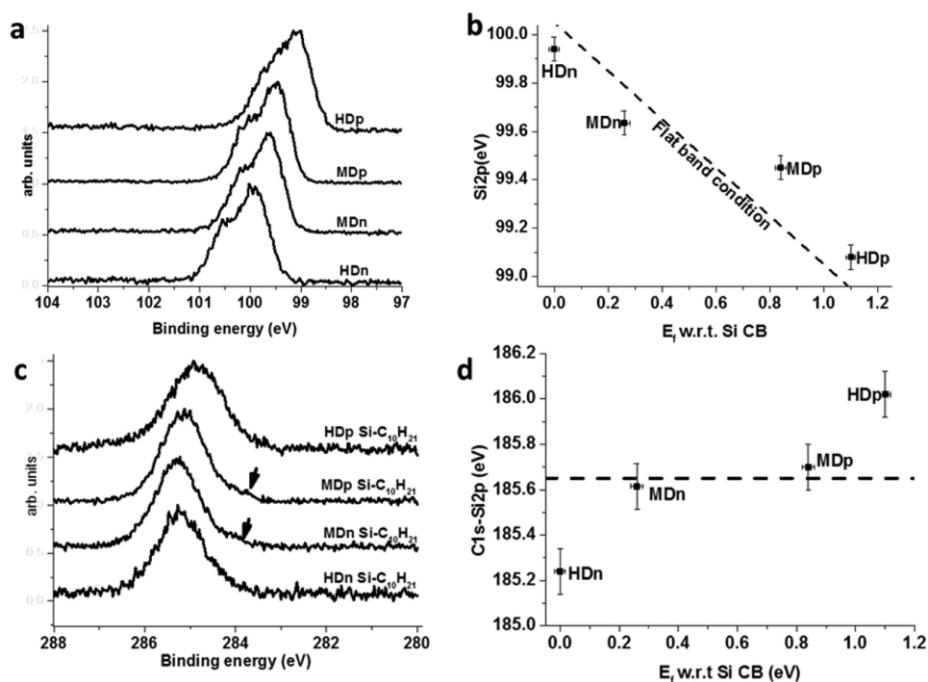 a
arb. units
2.5
2.0
1.5
1.0
0.5
0.0
HDp
MDp
MDn
HDn
104 103 102 101 100 99 98 97
Binding energy (eV)
b
Si2p(eV)
100.0
99.8
99.6
99.4
99.2
99.0
HDn
MDn
MDp
HDp
Flat band condition
0.0 0.2 0.4 0.6 0.8 1.0 1.2
Ef w.r.t. Si CB
c
arb. units
2.0
0.5
0.0
HDp Si-C10H21
MDp Si-C10H21
MDn Si-C10H21
HDn Si-C10H21
288 286 284 282 280
Binding energy (eV)
d
C1s-Si2p (eV)
186.2
186.0
185.8
185.6
185.4
185.2
185.0
HDn
MDn
MDp
HDp
0.0 0.2 0.4 0.6 0.8 1.0 1.2
Ef w.r.t Si CB (eV)